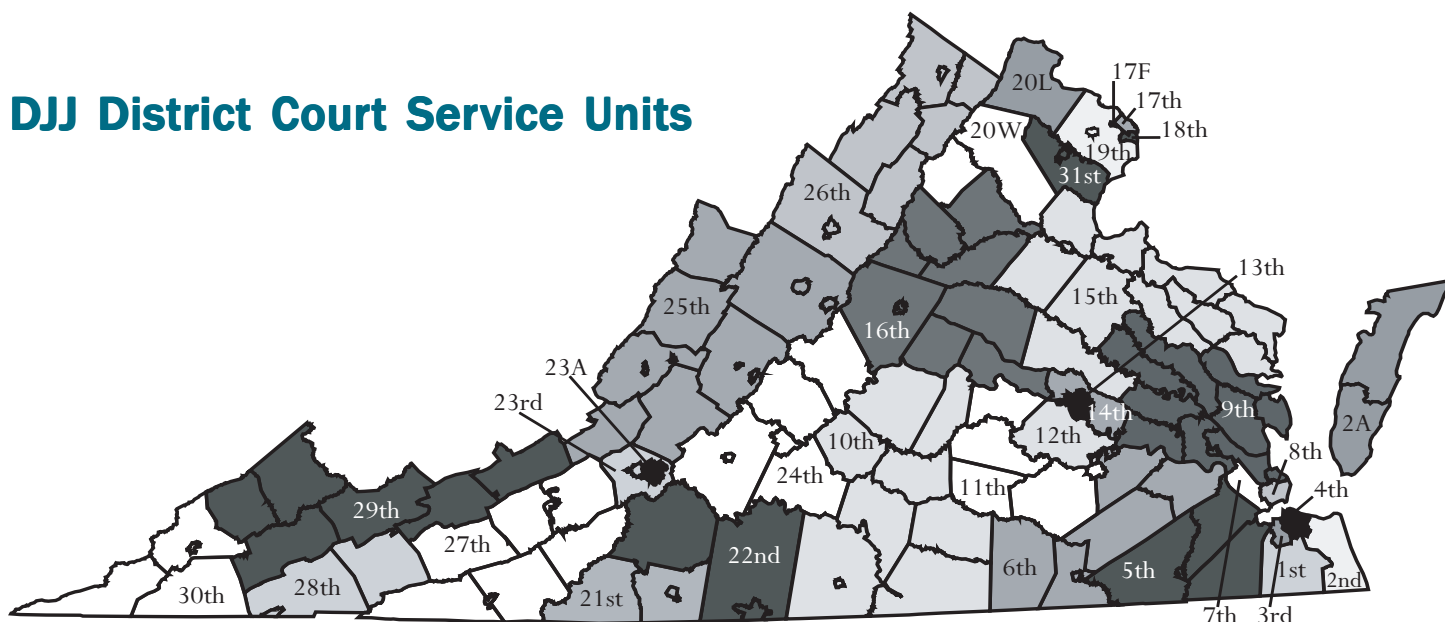 DJJ District Court Service Units
20L
17F
17th
18th
20W
19th
31st
26th
13th
25th
15th
16th
23A
23rd
14th
9th
2A
10th
12th
8th
24th
11th
4th
29th
27th
22nd
6th
5th
1st
2nd
30th
28th
21st
7th
3rd